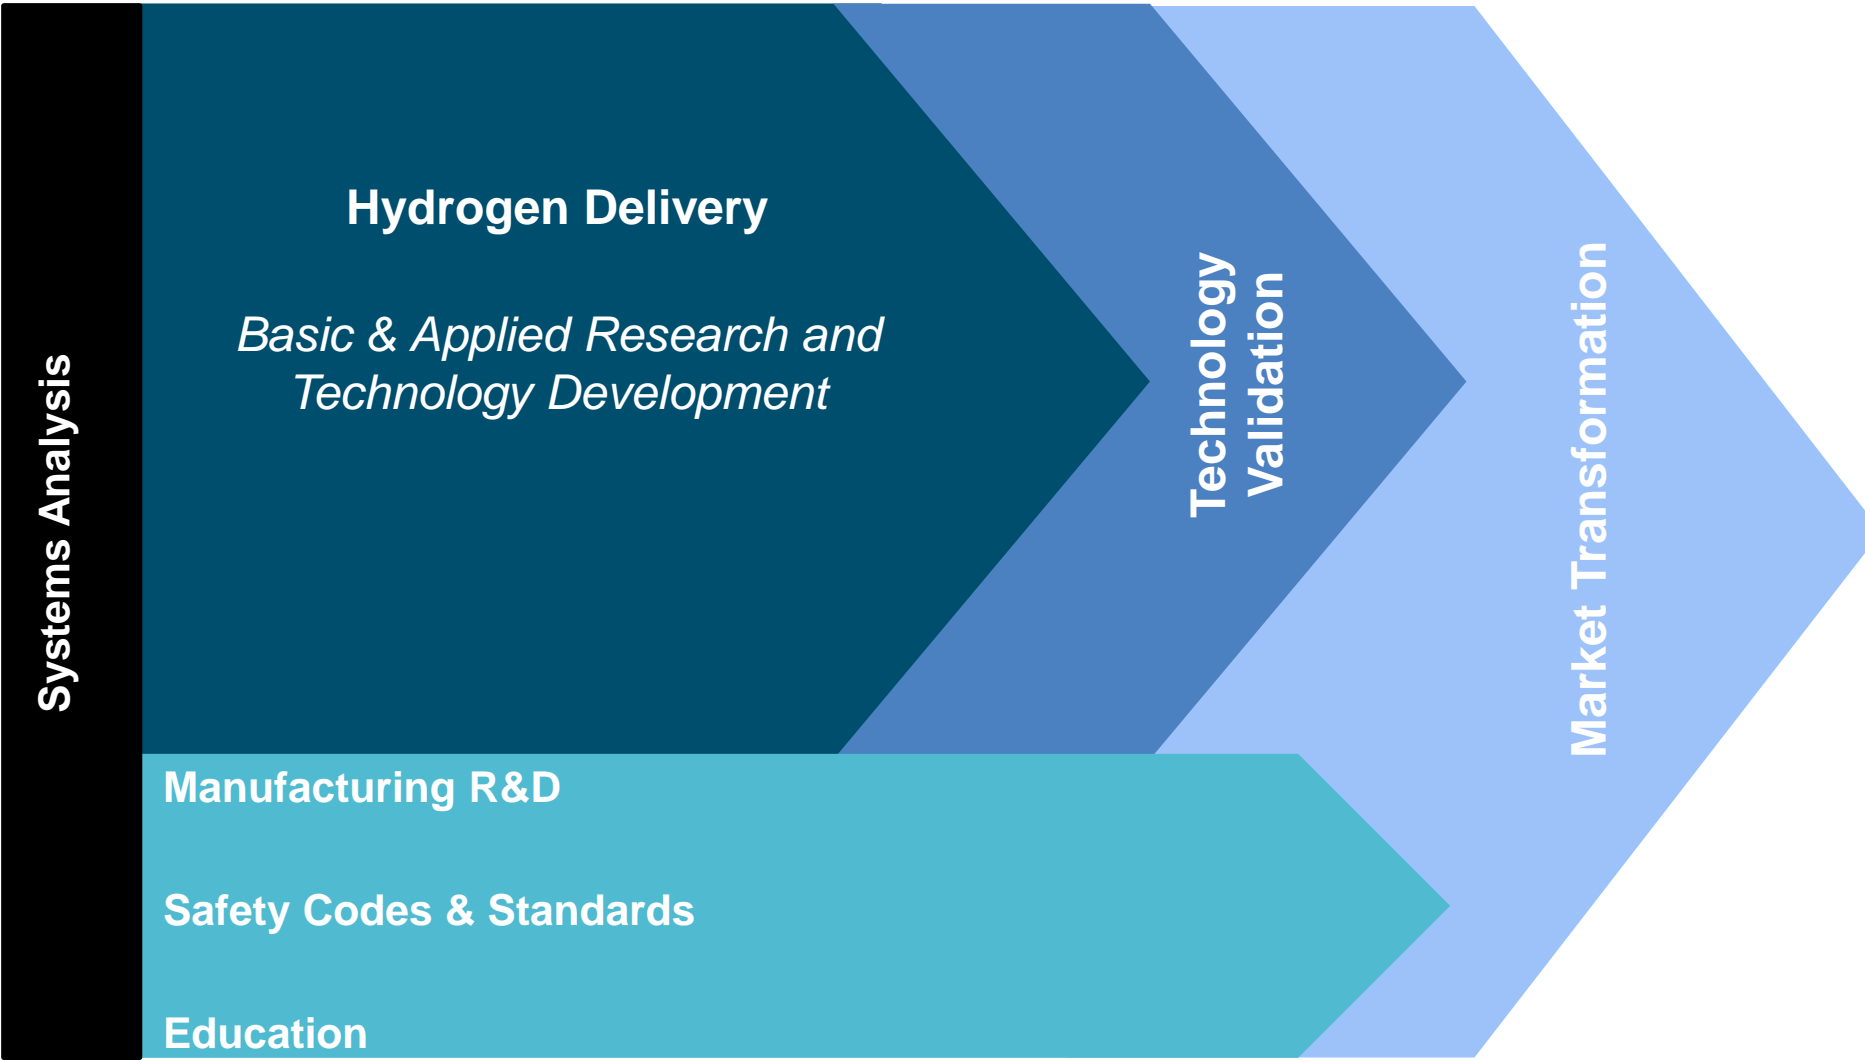 Systems Analysis
Hydrogen Delivery
Basic & Applied Research and
Technology Development
Technology
Validation
Market Transformation
Manufacturing R&D
Safety Codes & Standards
Education